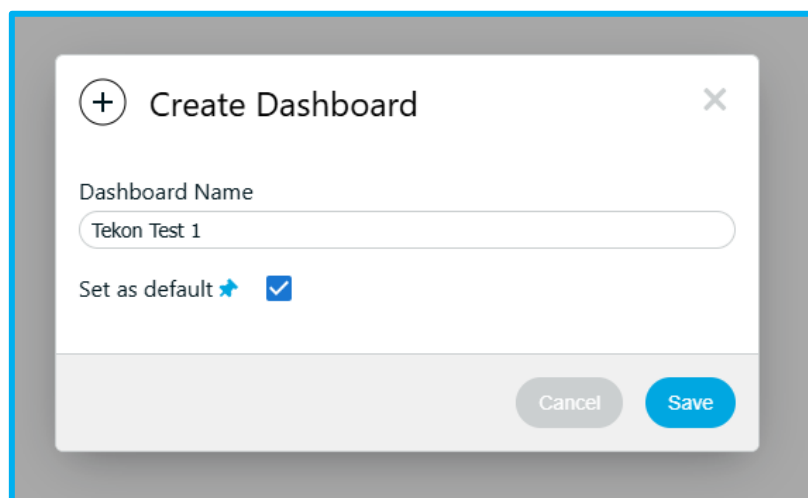 Create Dashboard
Dashboard Name
Tekon Test 1
Set as default
Cancel
Save